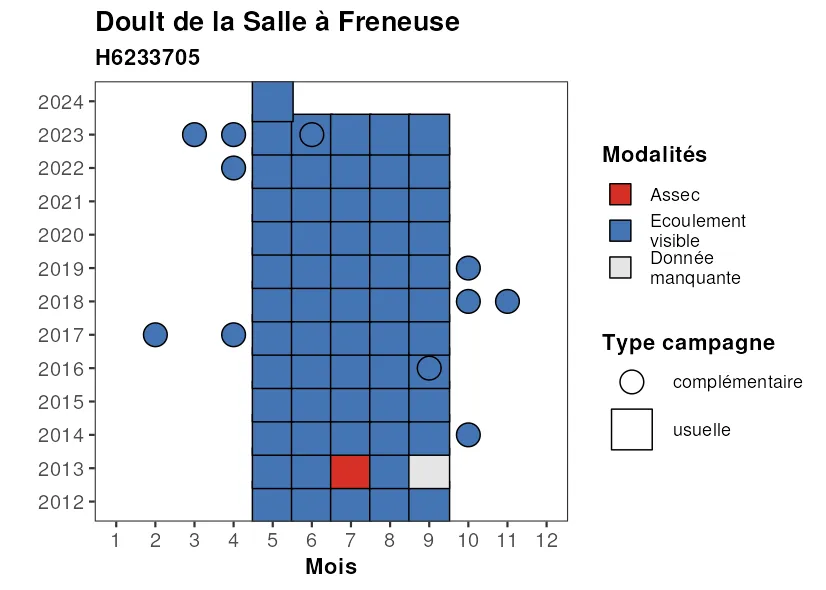 Doult de la Salle à Freneuse
H6233705
2024
2023
2022
2021
2020
2019
2018
2017
2016
2015
2014
2013
2012
1 2 3 4 5 6 7 8 9 10 11 12
Mois
Modalités
Assec
Ecoulement
visible
Donnée
manquante
Type campagne
complémentaire
usuelle